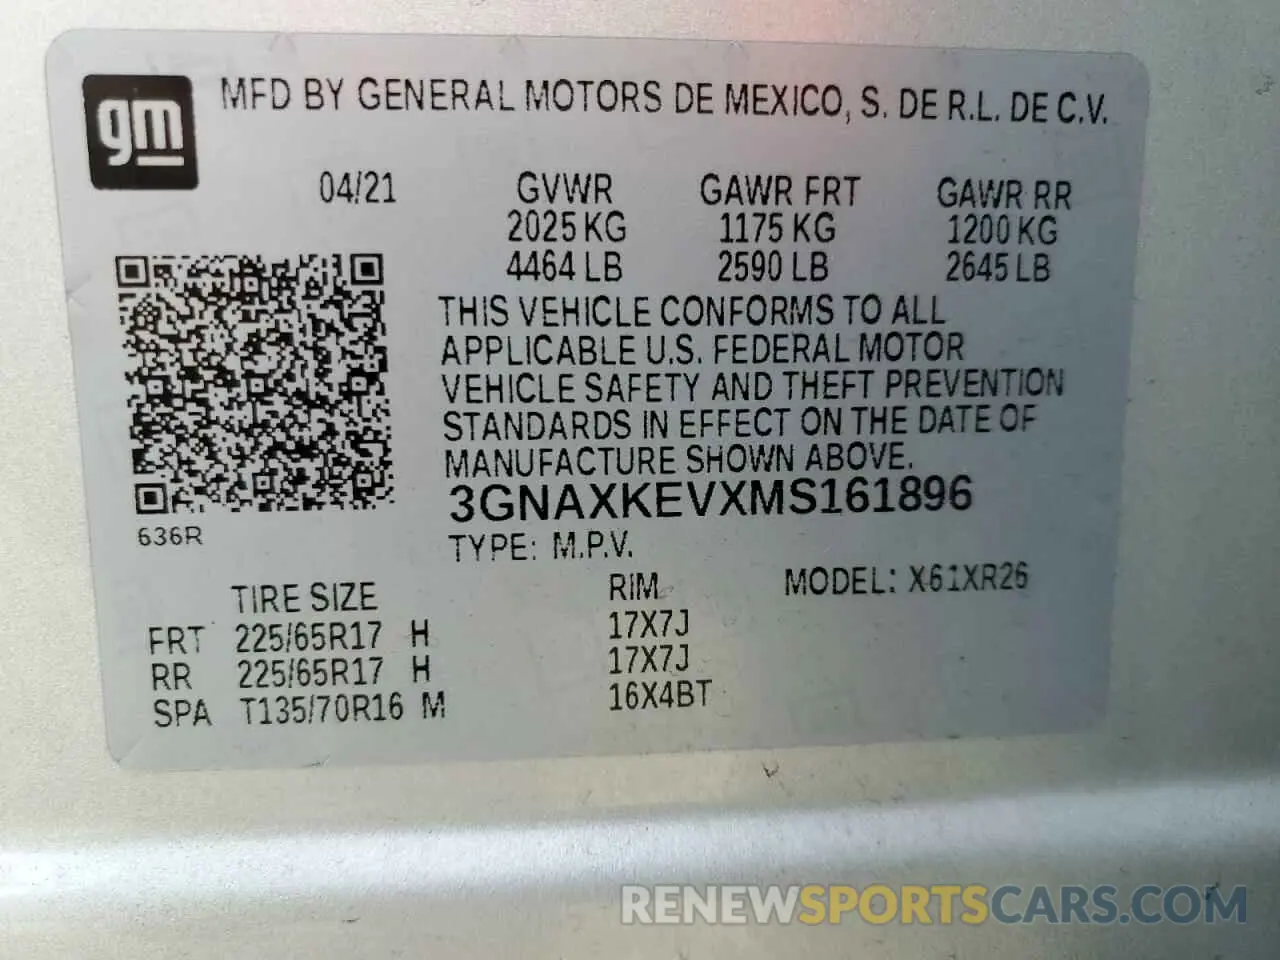 gm
MFD BY GENERAL MOTORS DE MEXICO, S. DE R.L. DE C.V.
04/21 GVWR GAWR FRT GAWR RR
2025 KG 1175 KG 1200 KG
4464 LB 2590 LB 2645 LB
THIS VEHICLE CONFORMS TO ALL
APPLICABLE U.S. FEDERAL MOTOR
VEHICLE SAFETY AND THEFT PREVENTION
STANDARDS IN EFFECT ON THE DATE OF
MANUFACTURE SHOWN ABOVE.
3GNAXKEVXMS161896
636R
TYPE: M.P.V.
TIRE SIZE RIM MODEL: X61XR26
FRT 225/65R17 H 17X7J
RR 225/65R17 H 17X7J
SPA T135/70R16 M 16X4BT
RENEWSPORTSCARS.COM